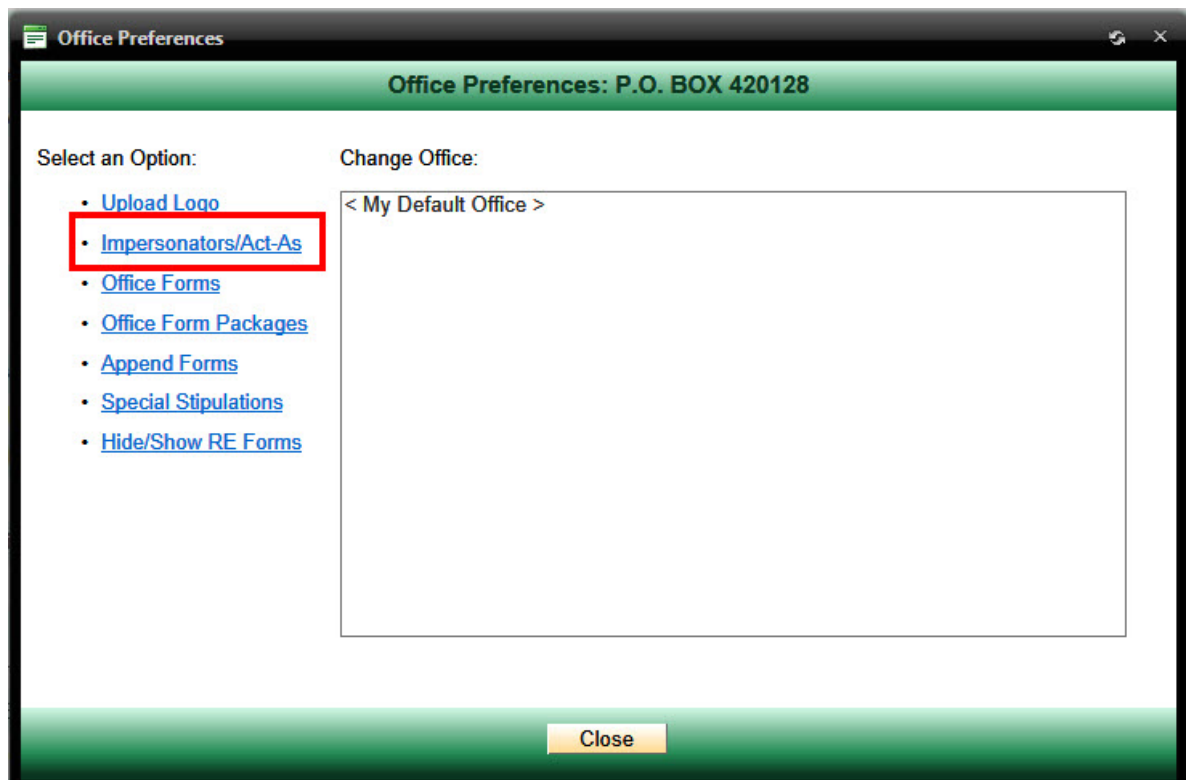 Office Preferences
Office Preferences: P.O. BOX 420128
Select an Option:
Change Office:
• Upload Logo
< My Default Office >
• Impersonators/Act-As
• Office Forms
• Office Form Packages
• Append Forms
• Special Stipulations
• Hide/Show RE Forms
Close